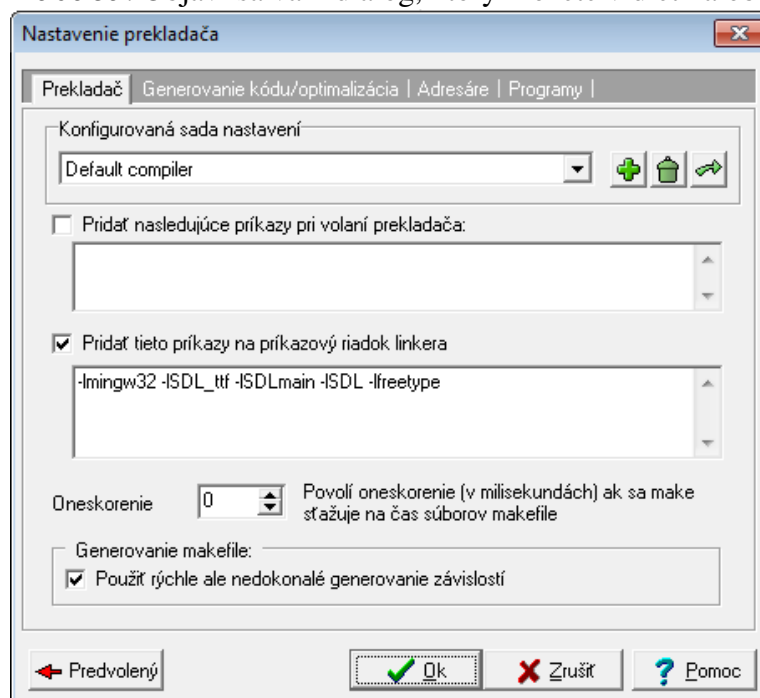 Nastavenie prekladača
Prekladač | Generovanie kódu/optimalizácia | Adresáre | Programy |
Konfigurovaná sada nastavení
Default compiler
Pridať nasledujúce príkazy pri volaní prekladača:
Pridať tieto príkazy na príkazový riadok linkera
-lmingw32 -lSDL_ttf -lSDLmain -lSDL -lfreetype
Oneskorenie 0 Povolí oneskorenie (v milisekundách) ak sa make
sťažuje na čas súborov makefile
Generovanie makefile:
Použiť rýchle ale nedokonalé generovanie závislostí
Predvolený Ok Zrušiť Pomoc